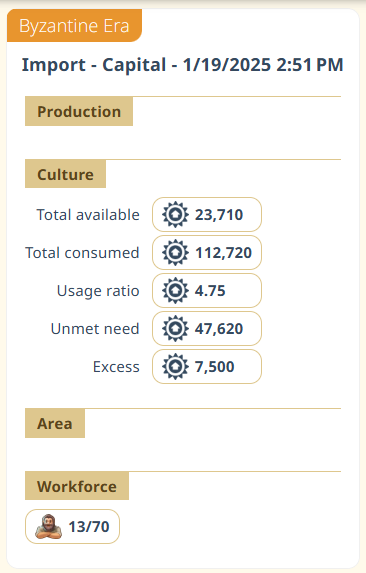 Byzantine Era
Import - Capital - 1/19/2025 2:51 PM
Production
Culture
Total available 23,710
Total consumed 112,720
Usage ratio 4.75
Unmet need 47,620
Excess 7,500
Area
Workforce
13/70